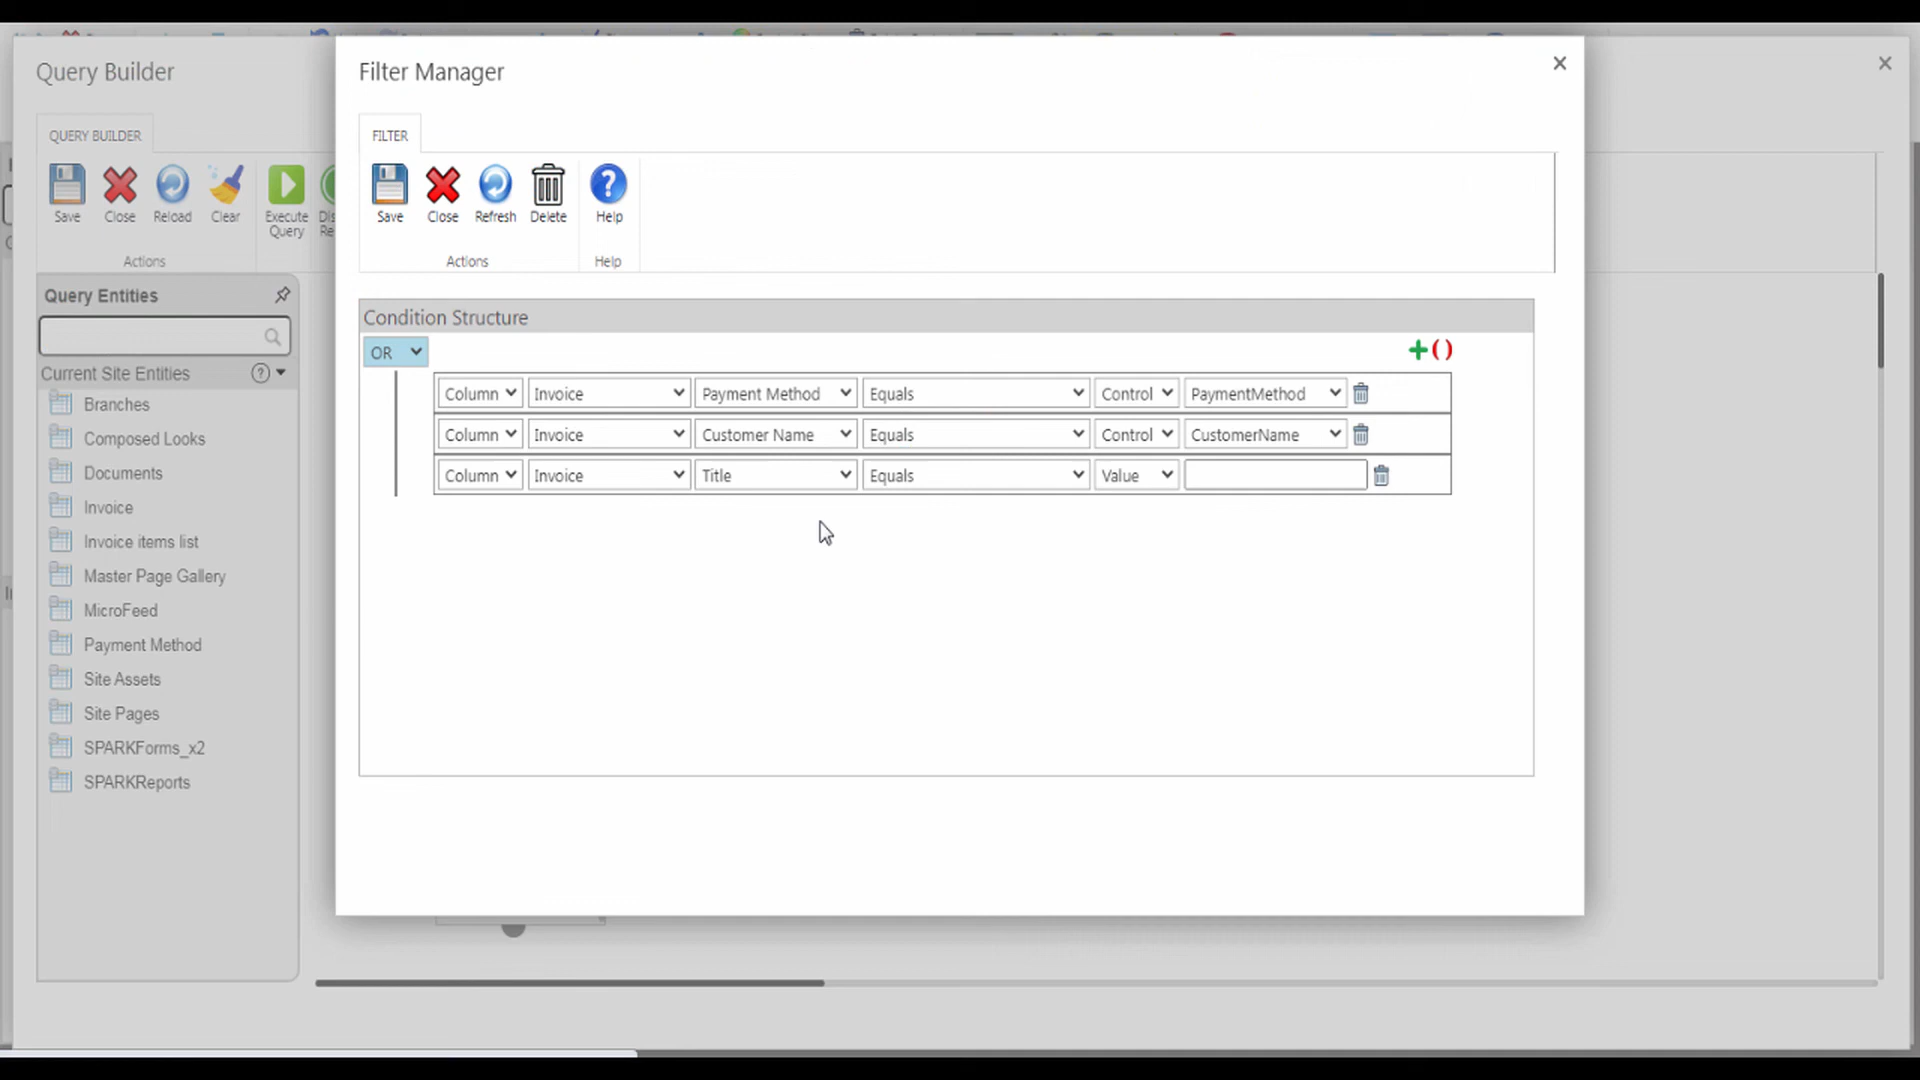 Query Builder
QUERY BUILDER
Save
Close
Reload
Clear
Execute
Query
Actions
Query Entities
Current Site Entities
Branches
Composed Looks
Documents
Invoice
Invoice items list
Master Page Gallery
MicroFeed
Payment Method
Site Assets
Site Pages
SPARKForms_x2
SPARKReports
Filter Manager
FILTER
Save
Close
Refresh
Delete
Help
Actions
Help
Condition Structure
OR
Column Invoice Payment Method Equals Control PaymentMethod
Column Invoice Customer Name Equals Control CustomerName
Column Invoice Title Equals Value